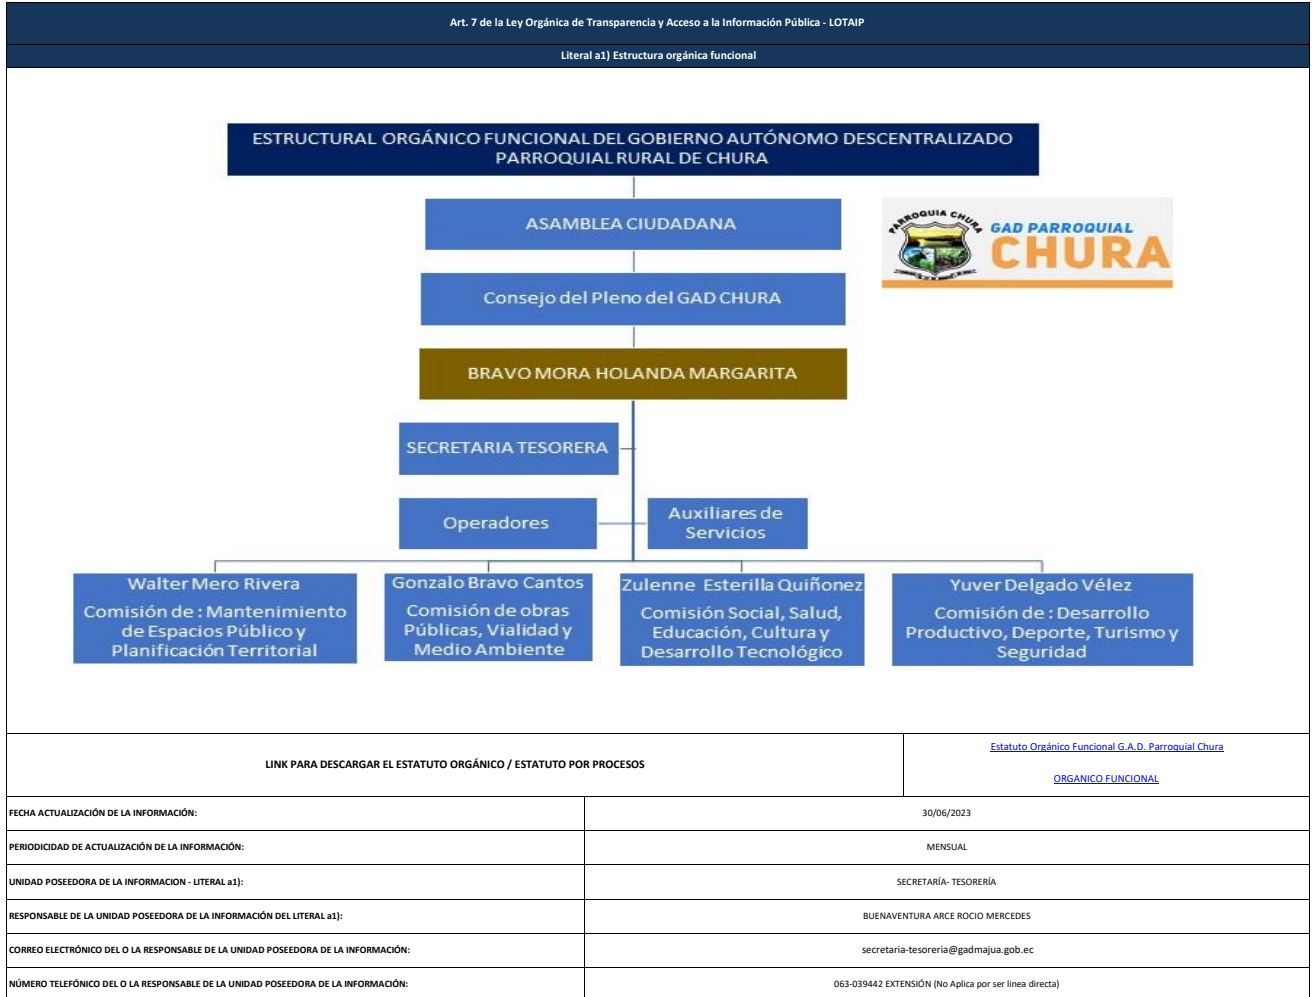 Art. 7 de la Ley Orgánica de Transparencia y Acceso a la Información Pública - LOTAIP
Literal a1) Estructura orgánica funcional
ESTRUCTURAL ORGÁNICO FUNCIONAL DEL GOBIERNO AUTÓNOMO DESCENTRALIZADO
PARROQUIAL RURAL DE CHURA
ASAMBLEA CIUDADANA
PARROQUIA CHURA
GAD PARROQUIAL
CHURA
Consejo del Pleno del GAD CHURA
BRAVO MORA HOLANDA MARGARITA
SECRETARIA TESORERA
Operadores
Auxiliares de
Servicios
Walter Mero Rivera
Comisión de : Mantenimiento
de Espacios Público y
Planificación Territorial
Gonzalo Bravo Cantos
Comisión de obras
Públicas, Vialidad y
Medio Ambiente
Zulenne Esterilla Quiñonez
Comisión Social, Salud,
Educación, Cultura y
Desarrollo Tecnológico
Yuver Delgado Vélez
Comisión de : Desarrollo
Productivo, Deporte, Turismo y
Seguridad
LINK PARA DESCARGAR EL ESTATUTO ORGÁNICO / ESTATUTO POR PROCESOS
Estatuto Orgánico Funcional G.A.D. Parroquial Chura
ORGANICO FUNCIONAL
FECHA ACTUALIZACIÓN DE LA INFORMACIÓN:
30/06/2023
PERIODICIDAD DE ACTUALIZACIÓN DE LA INFORMACIÓN:
MENSUAL
UNIDAD POSEEDORA DE LA INFORMACION - LITERAL a1):
SECRETARÍA- TESORERÍA
RESPONSABLE DE LA UNIDAD POSEEDORA DE LA INFORMACIÓN DEL LITERAL a1):
BUENAVENTURA ARCE ROCIO MERCEDES
CORREO ELECTRÓNICO DEL O LA RESPONSABLE DE LA UNIDAD POSEEDORA DE LA INFORMACIÓN:
secretaria-tesoreria@gadmajua.gob.ec
NÚMERO TELEFÓNICO DEL O LA RESPONSABLE DE LA UNIDAD POSEEDORA DE LA INFORMACIÓN:
063-039442 EXTENSIÓN (No Aplica por ser linea directa)